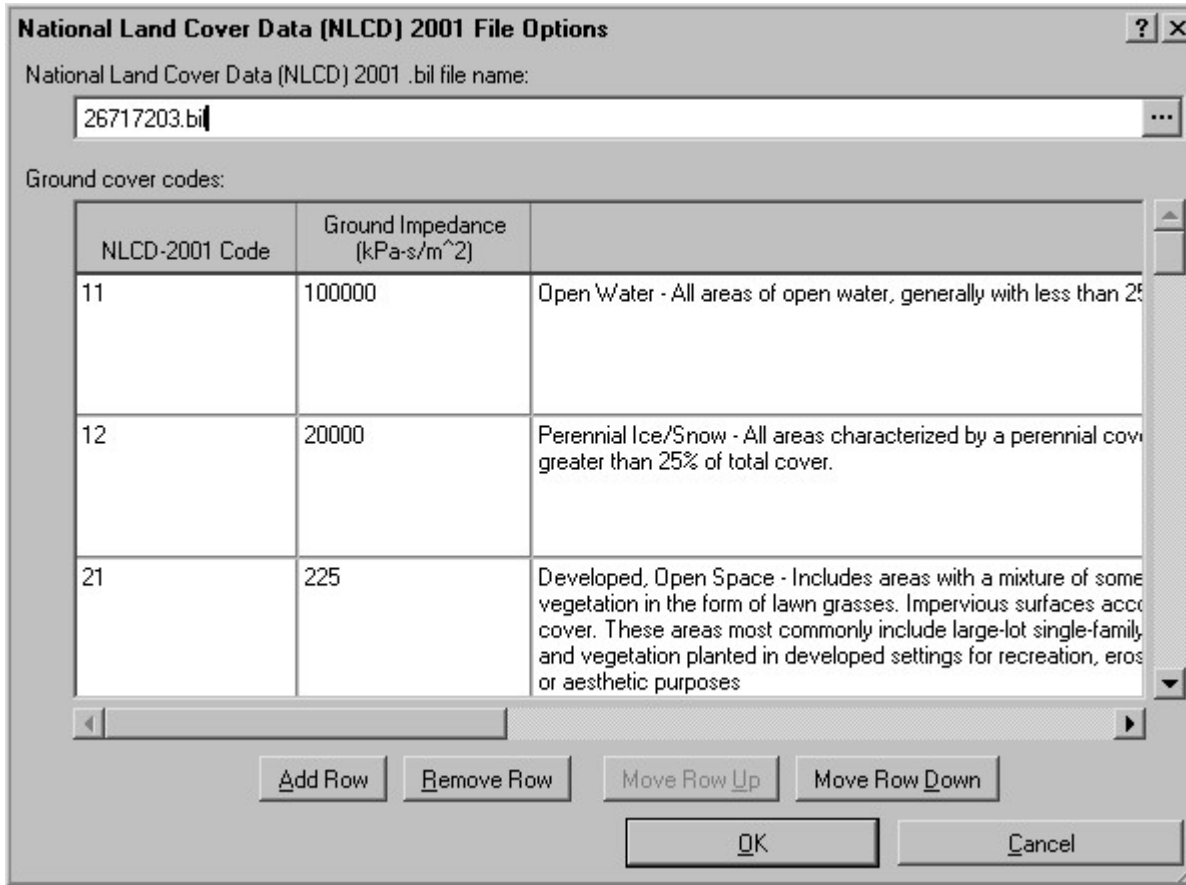 National Land Cover Data (NLCD) 2001 File Options
? ×
National Land Cover Data (NLCD) 2001 .bil file name:
26717203.bil
...
Ground cover codes:
NLCD-2001 Code
Ground Impedance
(kPa-s/m^2)
11
100000
Open Water - All areas of open water, generally with less than 25
12
20000
Perennial Ice/Snow - All areas characterized by a perennial cov
greater than 25% of total cover.
21
225
Developed, Open Space - Includes areas with a mixture of some
vegetation in the form of lawn grasses. Impervious surfaces acc
cover. These areas most commonly include large-lot single-family
and vegetation planted in developed settings for recreation, eros
or aesthetic purposes
Add Row
Remove Row
Move Row Up
Move Row Down
OK
Cancel